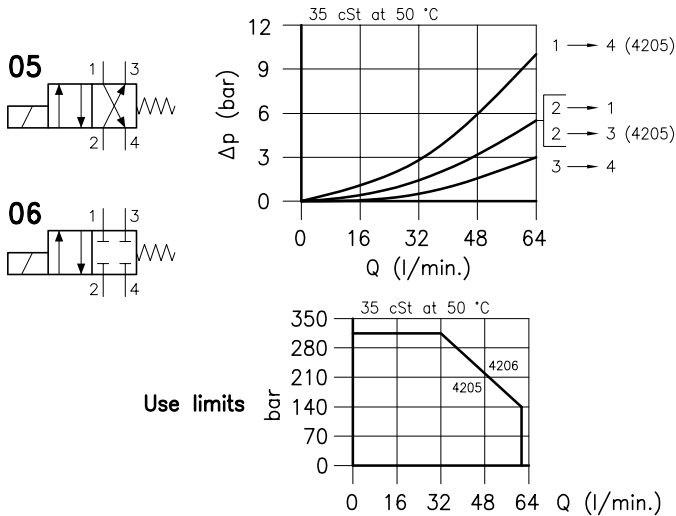 05
1 3
2 4
06
1 3
2 4
35 cSt at 50 °C
12
9
6
3
0
Δp (bar)
0 16 32 48 64
Q (l/min.)
1 → 4 (4205)
2 → 1
2 → 3 (4205)
3 → 4
35 cSt at 50 °C
350
280
210
140
70
0
Use limits
bar
4206
4205
0 16 32 48 64 Q (l/min.)